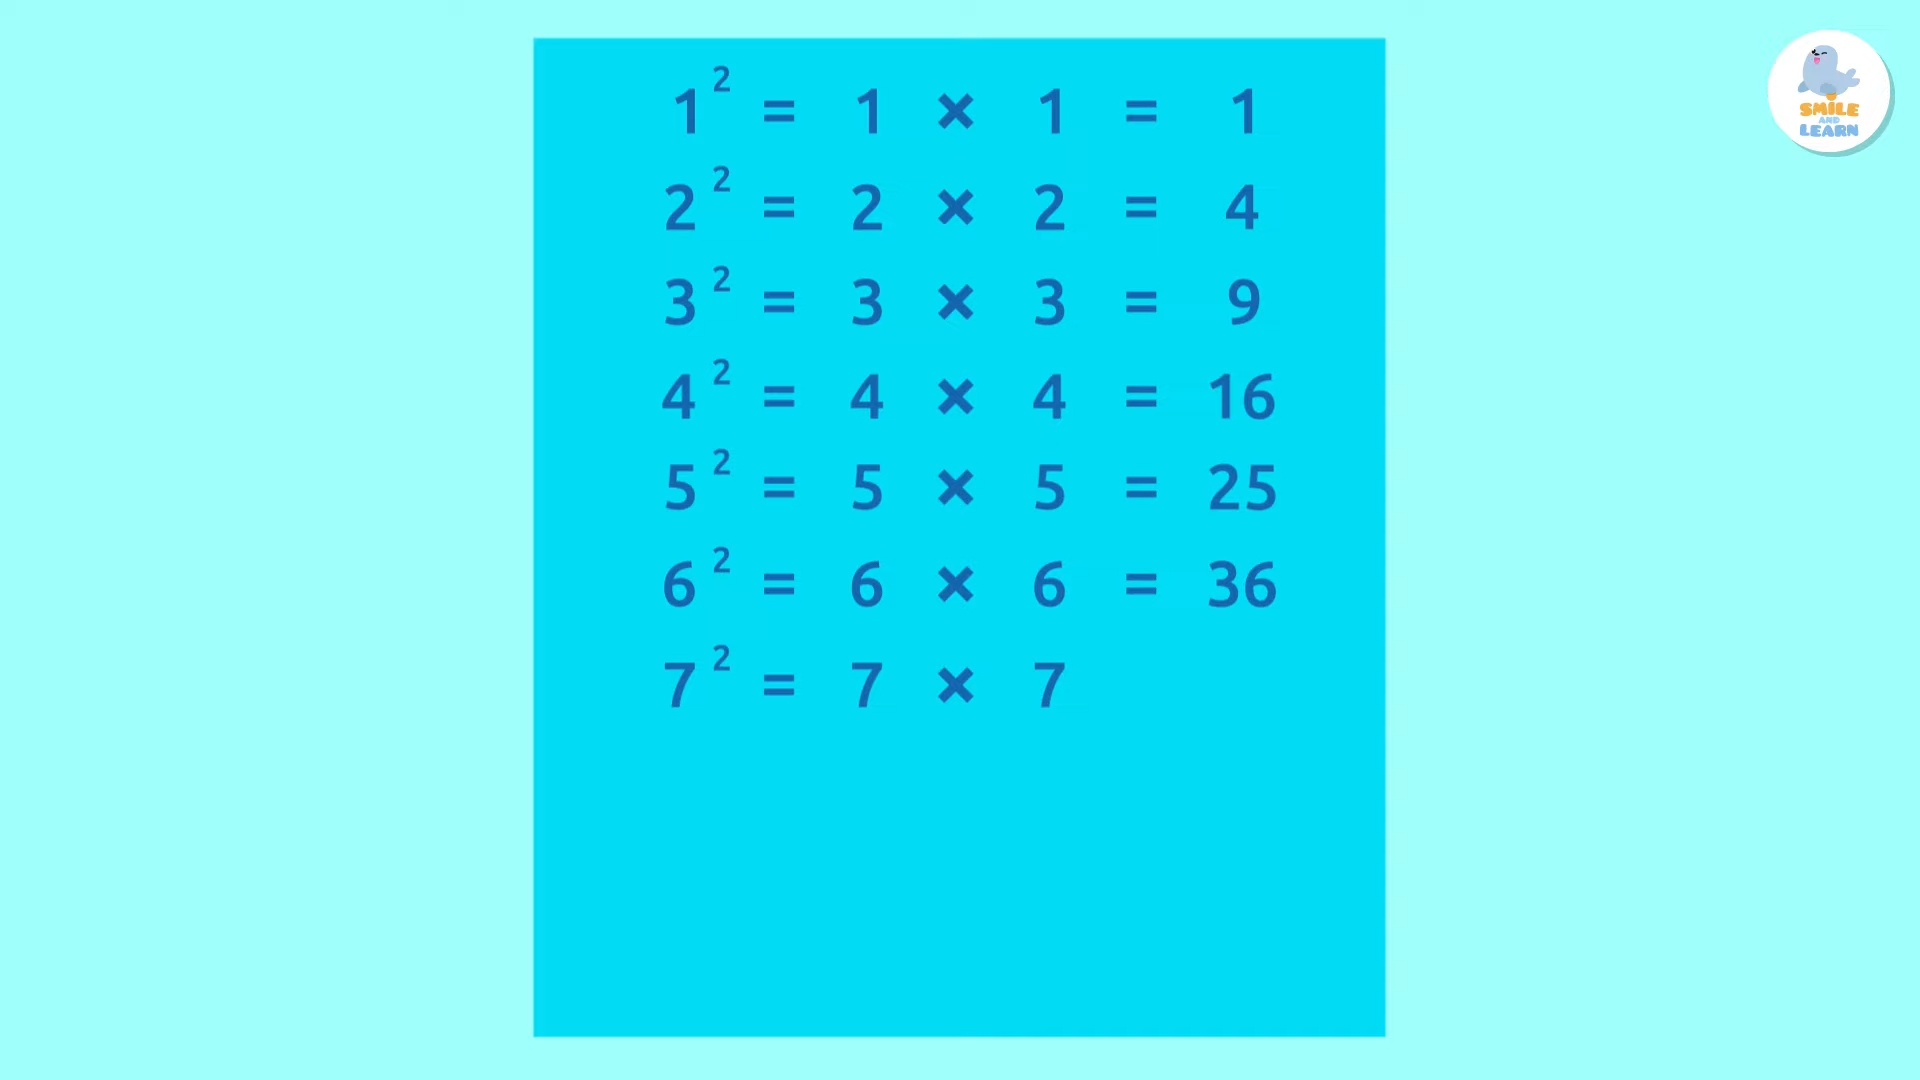 1² = 1 × 1 = 1
2² = 2 × 2 = 4
3² = 3 × 3 = 9
4² = 4 × 4 = 16
5² = 5 × 5 = 25
6² = 6 × 6 = 36
7² = 7 × 7
SMILE
AND
LEARN